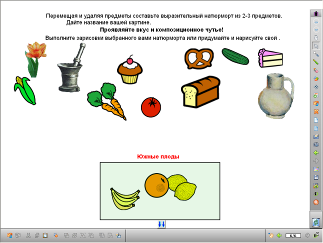 Перемещая и удаляя предметы составьте выразительный натюрморт из 2-3 предметов.
Дайте название вашей картине.
Проявляйте вкус и композиционное чутье!
Выполните зарисовки выбранного вами натюрморта или придумайте и нарисуйте свой .
Южные плоды